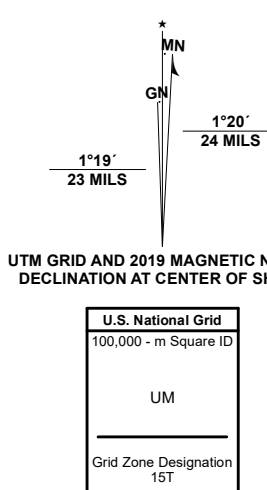 ★
MN
GN
1°20´
24 MILS
1°19´
23 MILS
UTM GRID AND 2019 MAGNETIC
DECLINATION AT CENTER OF
U.S. National Grid
100,000 - m Square ID
UM
Grid Zone Designation
15T